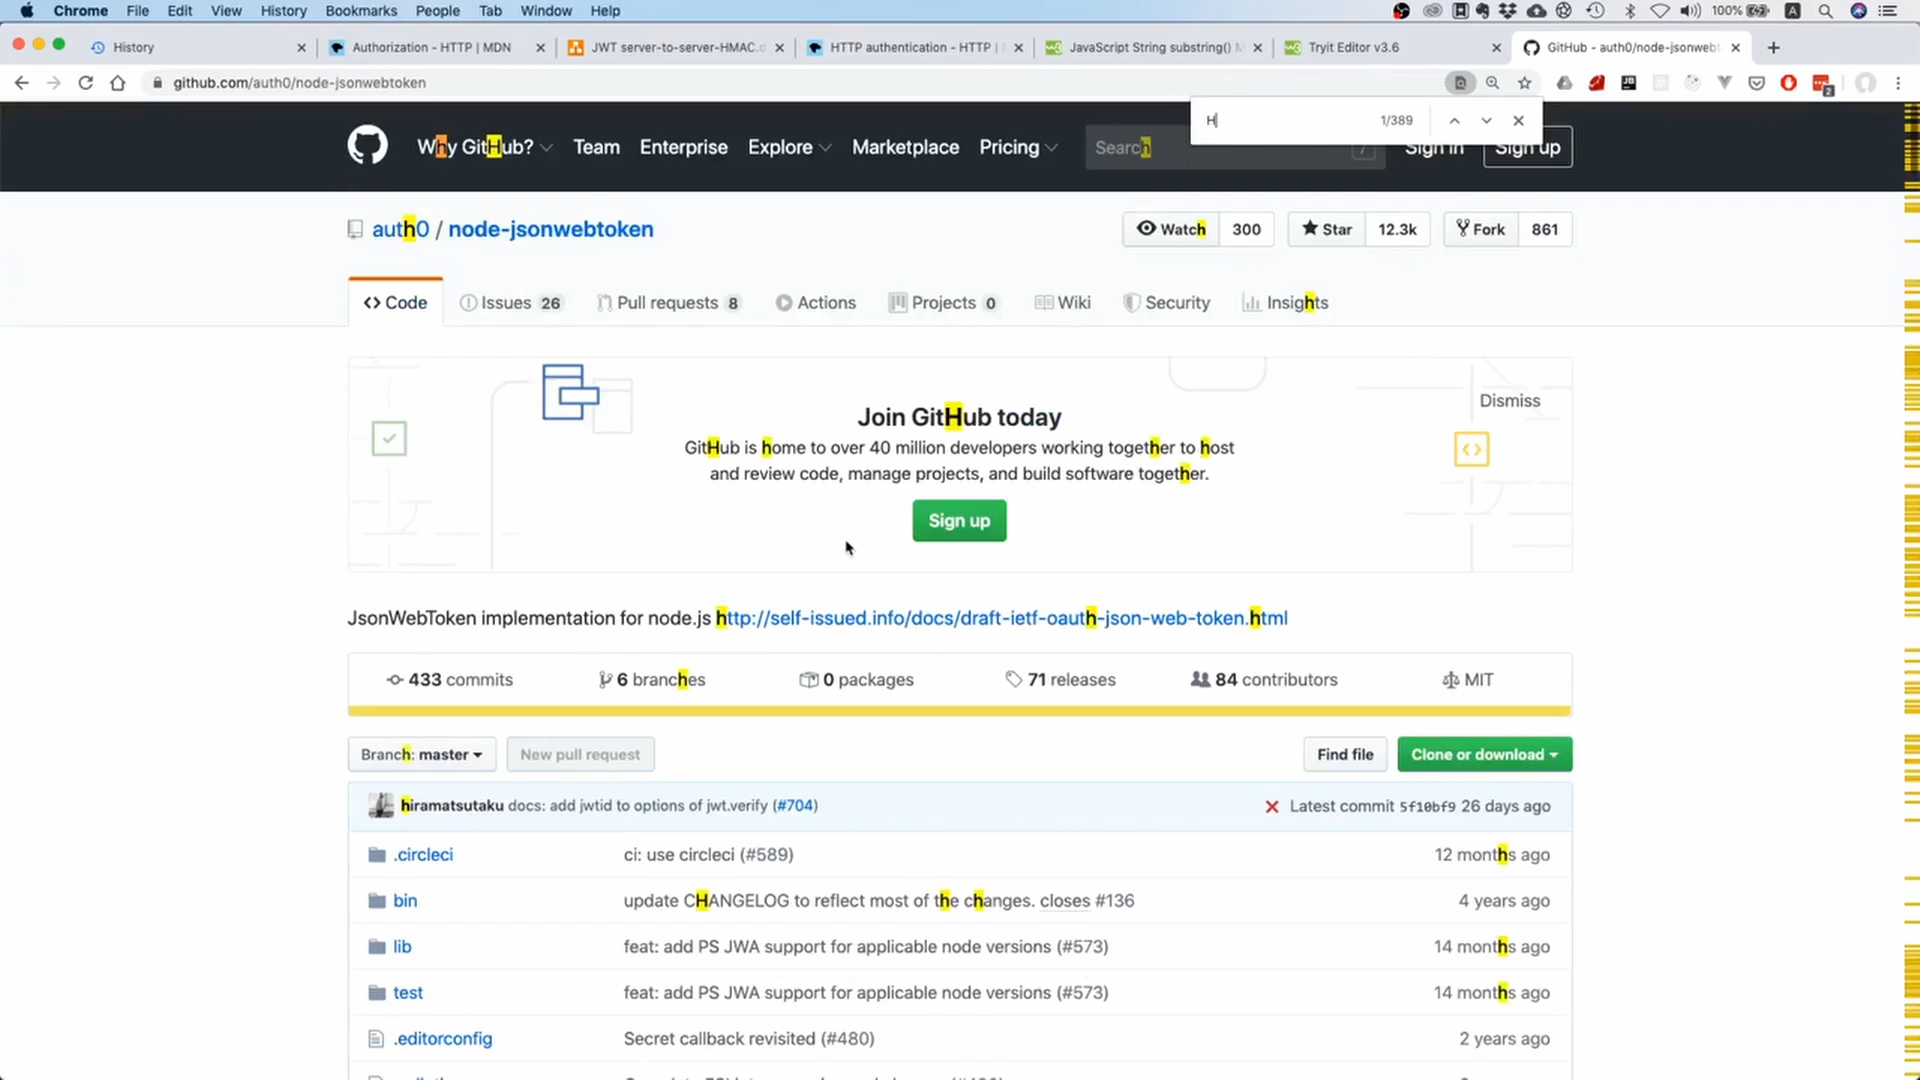 Chrome File Edit View History Bookmarks People Tab Window Help 100% A
History Authorization - HTTP | MDN JWT server-to-server-HMAC.d HTTP authentication - HTTP | JavaScript String substring() M Tryit Editor v3.6 GitHub - auth0/node-jsonwebt
github.com/auth0/node-jsonwebtoken 2
H 1/389
Why GitHub? Team Enterprise Explore Marketplace Pricing Search / Sign in Sign up
auth0 / node-jsonwebtoken Watch 300 Star 12.3k Fork 861
Code Issues 26 Pull requests 8 Actions Projects 0 Wiki Security Insights
Dismiss
Join GitHub today
GitHub is home to over 40 million developers working together to host
and review code, manage projects, and build software together.
Sign up
JsonWebToken implementation for node.js http://self-issued.info/docs/draft-ietf-oauth-json-web-token.html
433 commits 6 branches 0 packages 71 releases 84 contributors MIT
Branch: master New pull request Find file Clone or download
hiramatsutaku docs: add jwtid to options of jwt.verify (#704) Latest commit 5f10bf9 26 days ago
.circleci ci: use circleci (#589) 12 months ago
bin update CHANGELOG to reflect most of the changes. closes #136 4 years ago
lib feat: add PS JWA support for applicable node versions (#573) 14 months ago
test feat: add PS JWA support for applicable node versions (#573) 14 months ago
.editorconfig Secret callback revisited (#480) 2 years ago